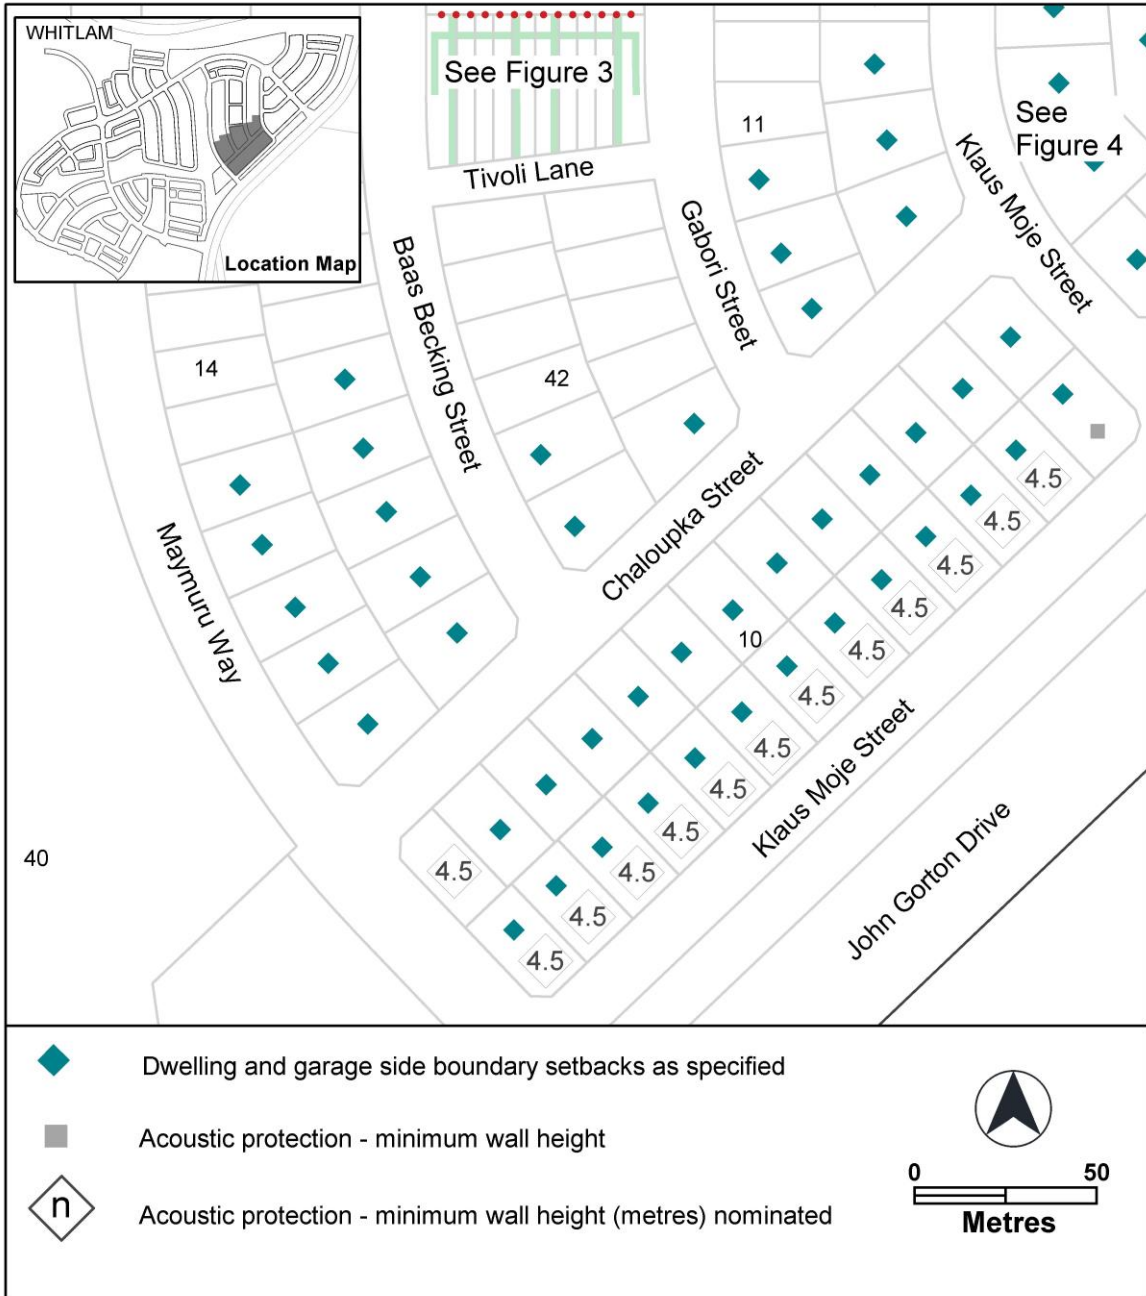 WHITLAM
Location Map
See Figure 3
Tivoli Lane
11
See
Figure 4
Klaus Moje Street
Gabori Street
Baas Becking Street
14
42
Maymuru Way
Chaloupka Street
4.5
4.5
4.5
4.5
4.5
10
4.5
4.5
4.5
4.5
4.5
4.5
4.5
4.5
Klaus Moje Street
John Gorton Drive
40
Dwelling and garage side boundary setbacks as specified
Acoustic protection - minimum wall height
n
Acoustic protection - minimum wall height (metres) nominated
0 50
Metres